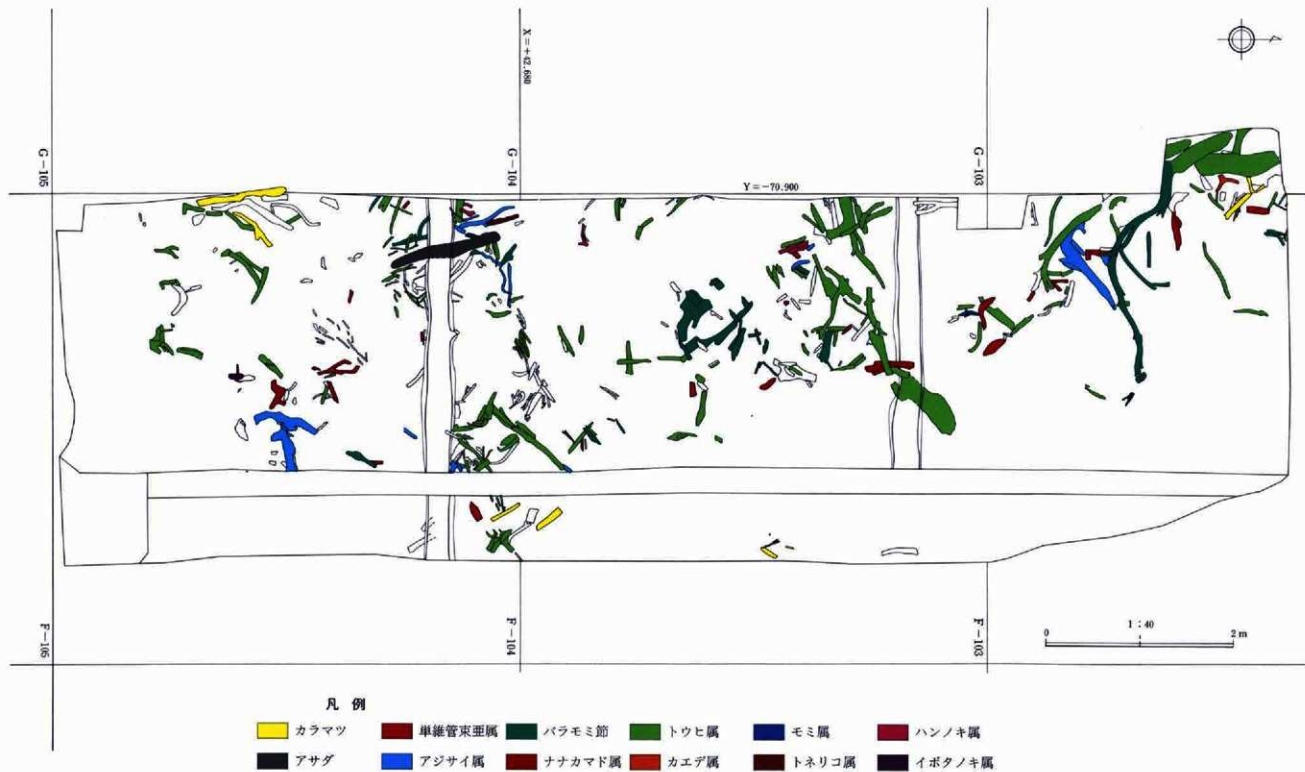 X=+42.680
G-105
G-104
G-103
Y=-70.900
F-105
F-104
F-103
1:40
0
2m
凡 例
カラマツ
単維管束亜属
バラモミ節
トウヒ属
モミ属
ハンノキ属
アサダ
アジサイ属
ナナカマド属
カエデ属
トネリコ属
イボタノキ属